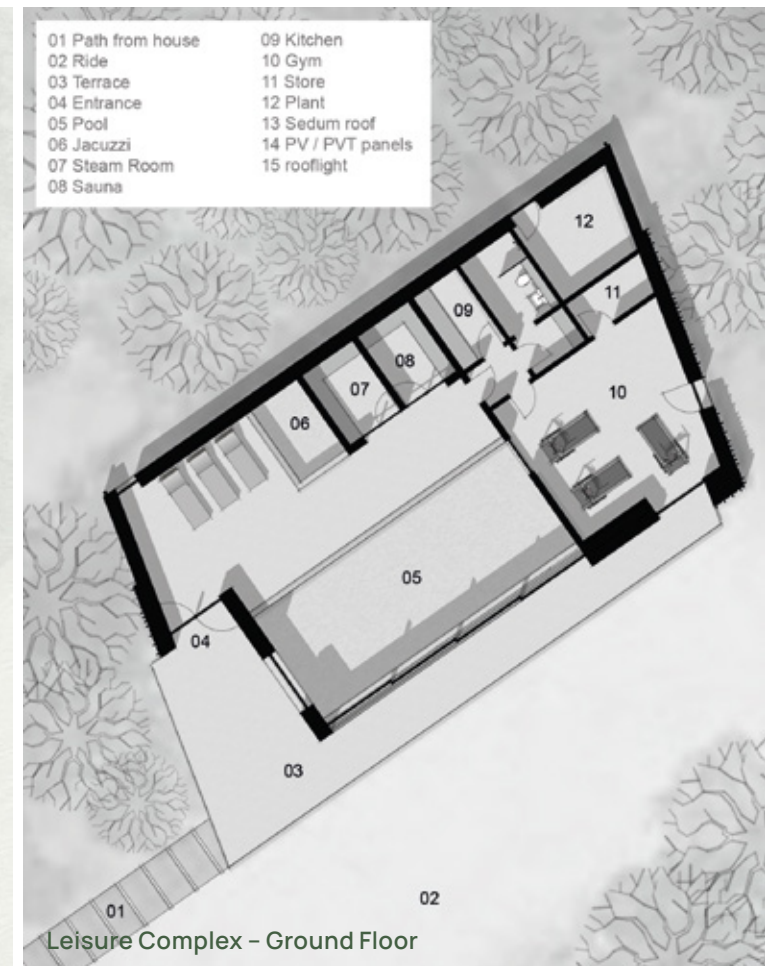 01 Path from house
02 Ride
03 Terrace
04 Entrance
05 Pool
06 Jacuzzi
07 Steam Room
08 Sauna
09 Kitchen
10 Gym
11 Store
12 Plant
13 Sedum roof
14 PV / PVT panels
15 rooflight
12
11
09
08
10
07
06
05
04
03
02
01
Leisure Complex – Ground Floor